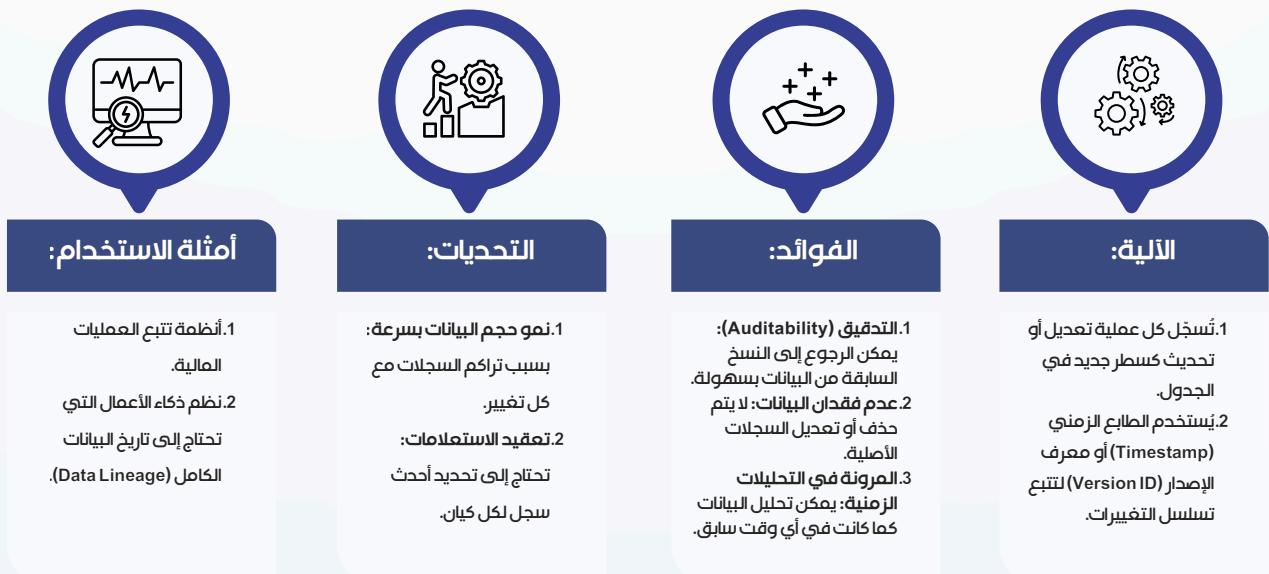 الآلية:
1.تُسجّل كل عملية تعديل أو
تحديث كسطر جديد في
الجدول.
2.يُستخدم الطابع الزمني
(Timestamp) أو معرف
الإصدار (Version ID) لتتبع
تسلسل التغييرات.
الفوائد:
1.التدقيق (Auditability):
يمكن الرجوع إلى النسخ
السابقة من البيانات بسهولة.
2.عدم فقدان البيانات: لا يتم
حذف أو تعديل السجلات
الأصلية.
3.المرونة في التحليلات
الزمنية: يمكن تحليل البيانات
كما كانت في أي وقت سابق.
التحديات:
1.نمو حجم البيانات بسرعة:
بسبب تراكم السجلات مع
كل تغيير.
2.تعقيد الاستعلامات:
تحتاج إلى تحديد أحدث
سجل لكل كيان.
أمثلة الاستخدام:
1.أنظمة تتبع العمليات
المالية.
2.نظم ذكاء الأعمال التي
تحتاج إلى تاريخ البيانات
الكامل (Data Lineage).